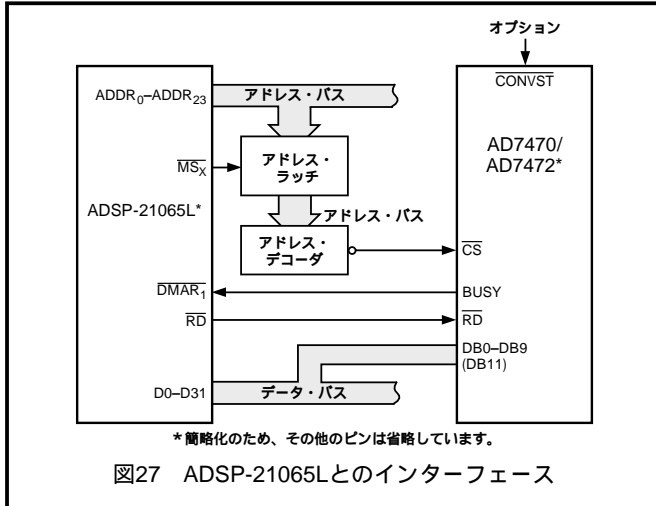 オプション
CONVST
ADDR0–ADDR23
アドレス・バス
AD7470/
AD7472*
アドレス・
ラッチ
MSX
ADSP-21065L*
アドレス・バス
アドレス・
デコーダ
CS
DMAR1
BUSY
RD
RD
DB0–DB9
(DB11)
D0–D31
データ・バス
*簡略化のため、その他のピンは省略しています。
図27 ADSP-21065Lとのインターフェース